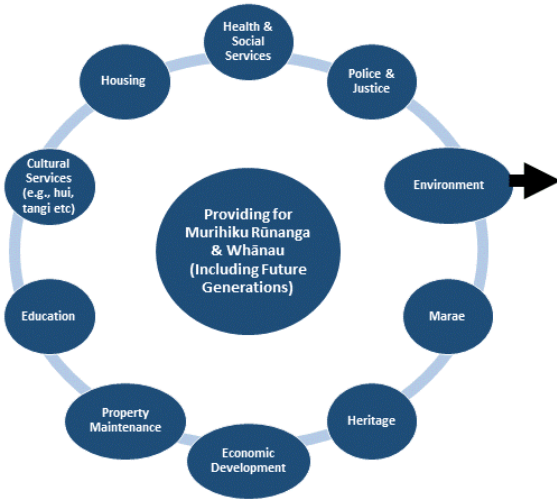 Health &
Social
Services
Police &
Justice
Environment
Marae
Heritage
Economic
Development
Property
Maintenance
Education
Cultural
Services
(e.g., hui,
tangi etc)
Housing
Providing for
Murihiku Rūnanga
& Whānau
(Including Future
Generations)